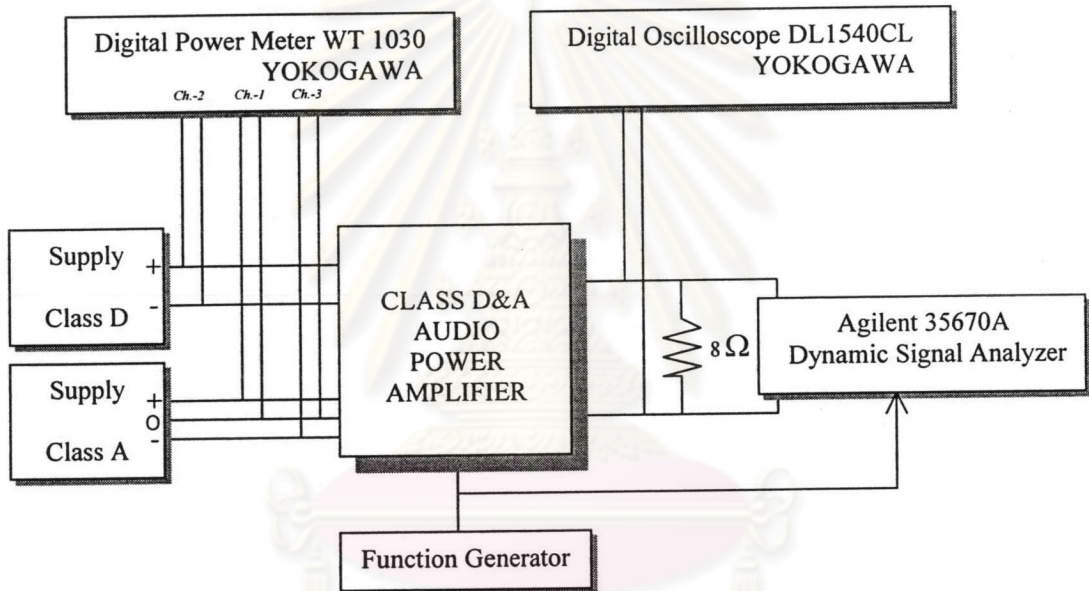 Digital Power Meter WT 1030
YOKOGAWA
Ch.-2 Ch.-1 Ch.-3
Digital Oscilloscope DL1540CL
YOKOGAWA
Supply +
Class D -
Supply +
O
Class A -
CLASS D&A
AUDIO
POWER
AMPLIFIER
8Ω
Agilent 35670A
Dynamic Signal Analyzer
Function Generator